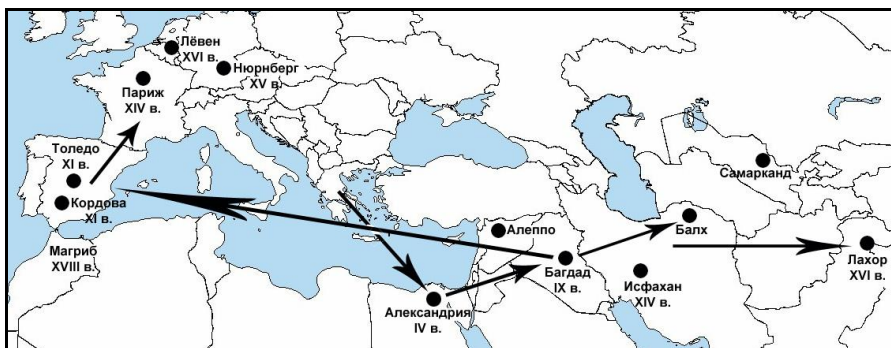 Лёвен
XVI в.
Нюрнберг
XV в.
Париж
XIV в.
Толедо
XI в.
Кордова
XI в.
Магриб
XVIII в.
Самарканд
Алеппо
Балх
Багдад
IX в.
Лахор
XVI в.
Исфахан
XIV в.
Александрия
IV в.